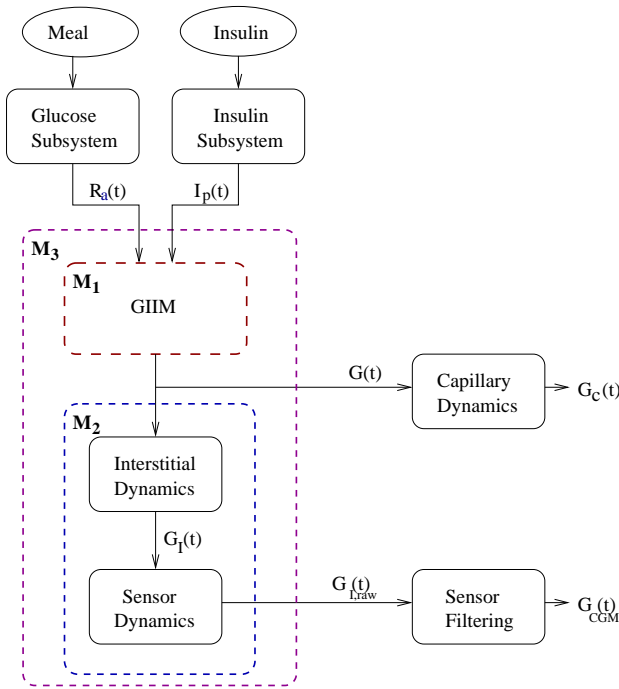 Meal
Insulin
Glucose
Subsystem
Insulin
Subsystem
Ra(t)
Ip(t)
M3
M1
GIIM
G(t)
Capillary
Dynamics
Gc(t)
M2
Interstitial
Dynamics
GI(t)
Sensor
Dynamics
GI,raw(t)
Sensor
Filtering
GCGM(t)